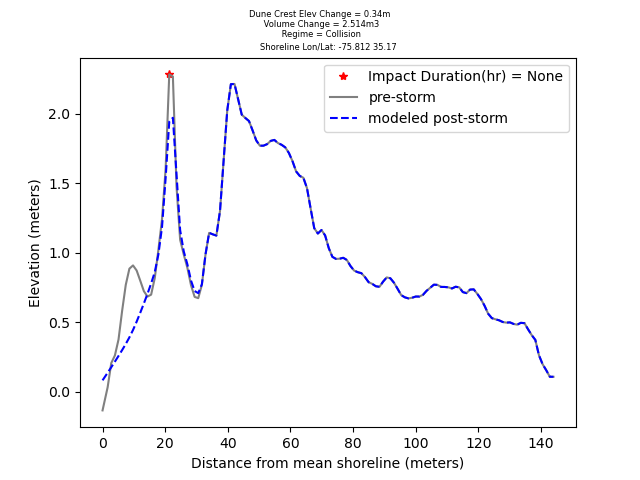 Dune Crest Elev Change = 0.34m
Volume Change = 2.514m3
Regime = Collision
Shoreline Lon/Lat: -75.812 35.17
Impact Duration(hr) = None
pre-storm
modeled post-storm
2.0
1.5
1.0
0.5
0.0
Elevation (meters)
0 20 40 60 80 100 120 140
Distance from mean shoreline (meters)